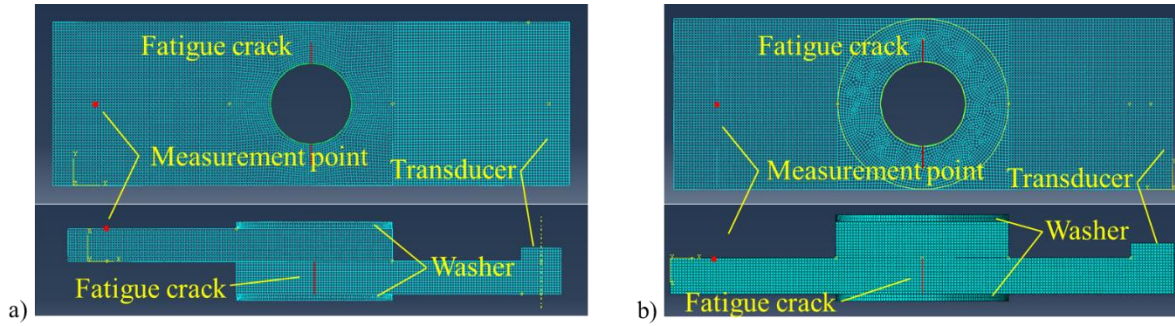 Fatigue crack
Measurement point
Transducer
Washer
Fatigue crack
a)
Fatigue crack
Measurement point
Transducer
Washer
Fatigue crack
b)